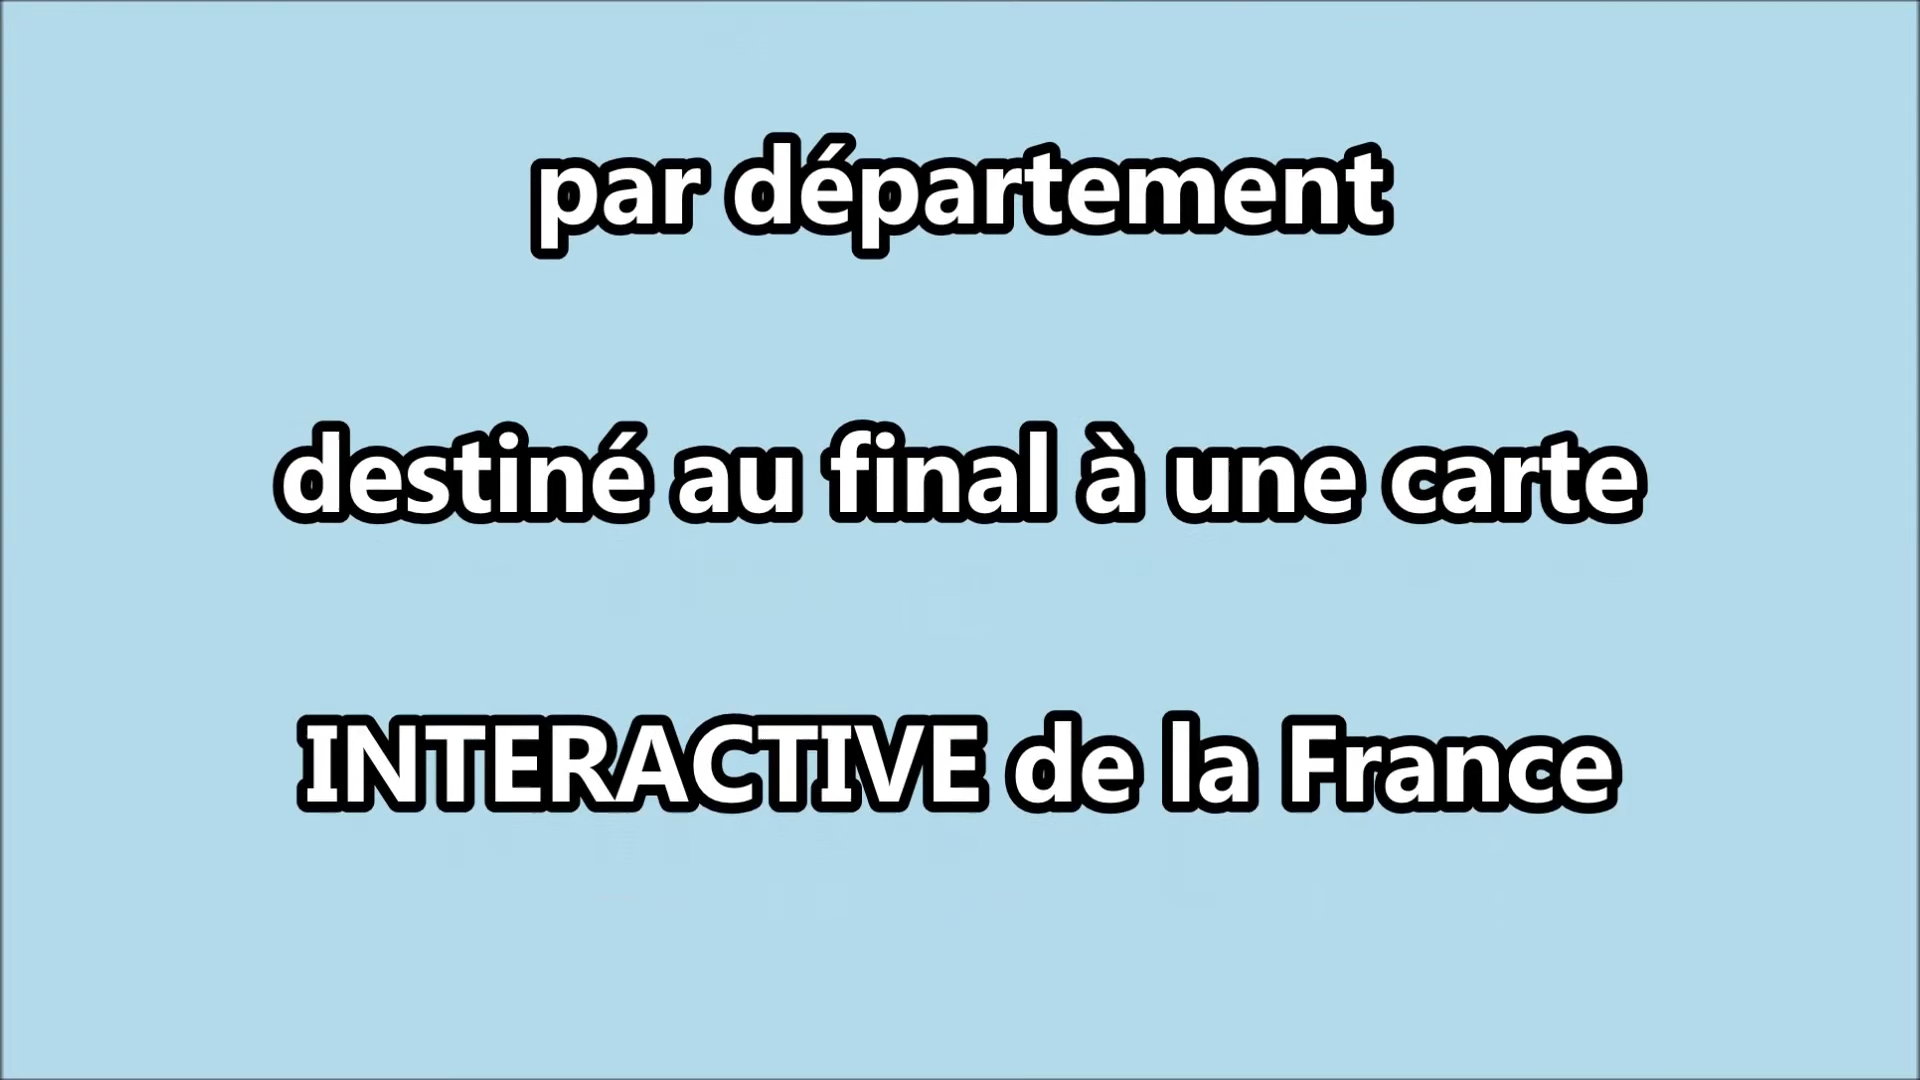 par département
destiné au final à une carte
INTERACTIVE de la France